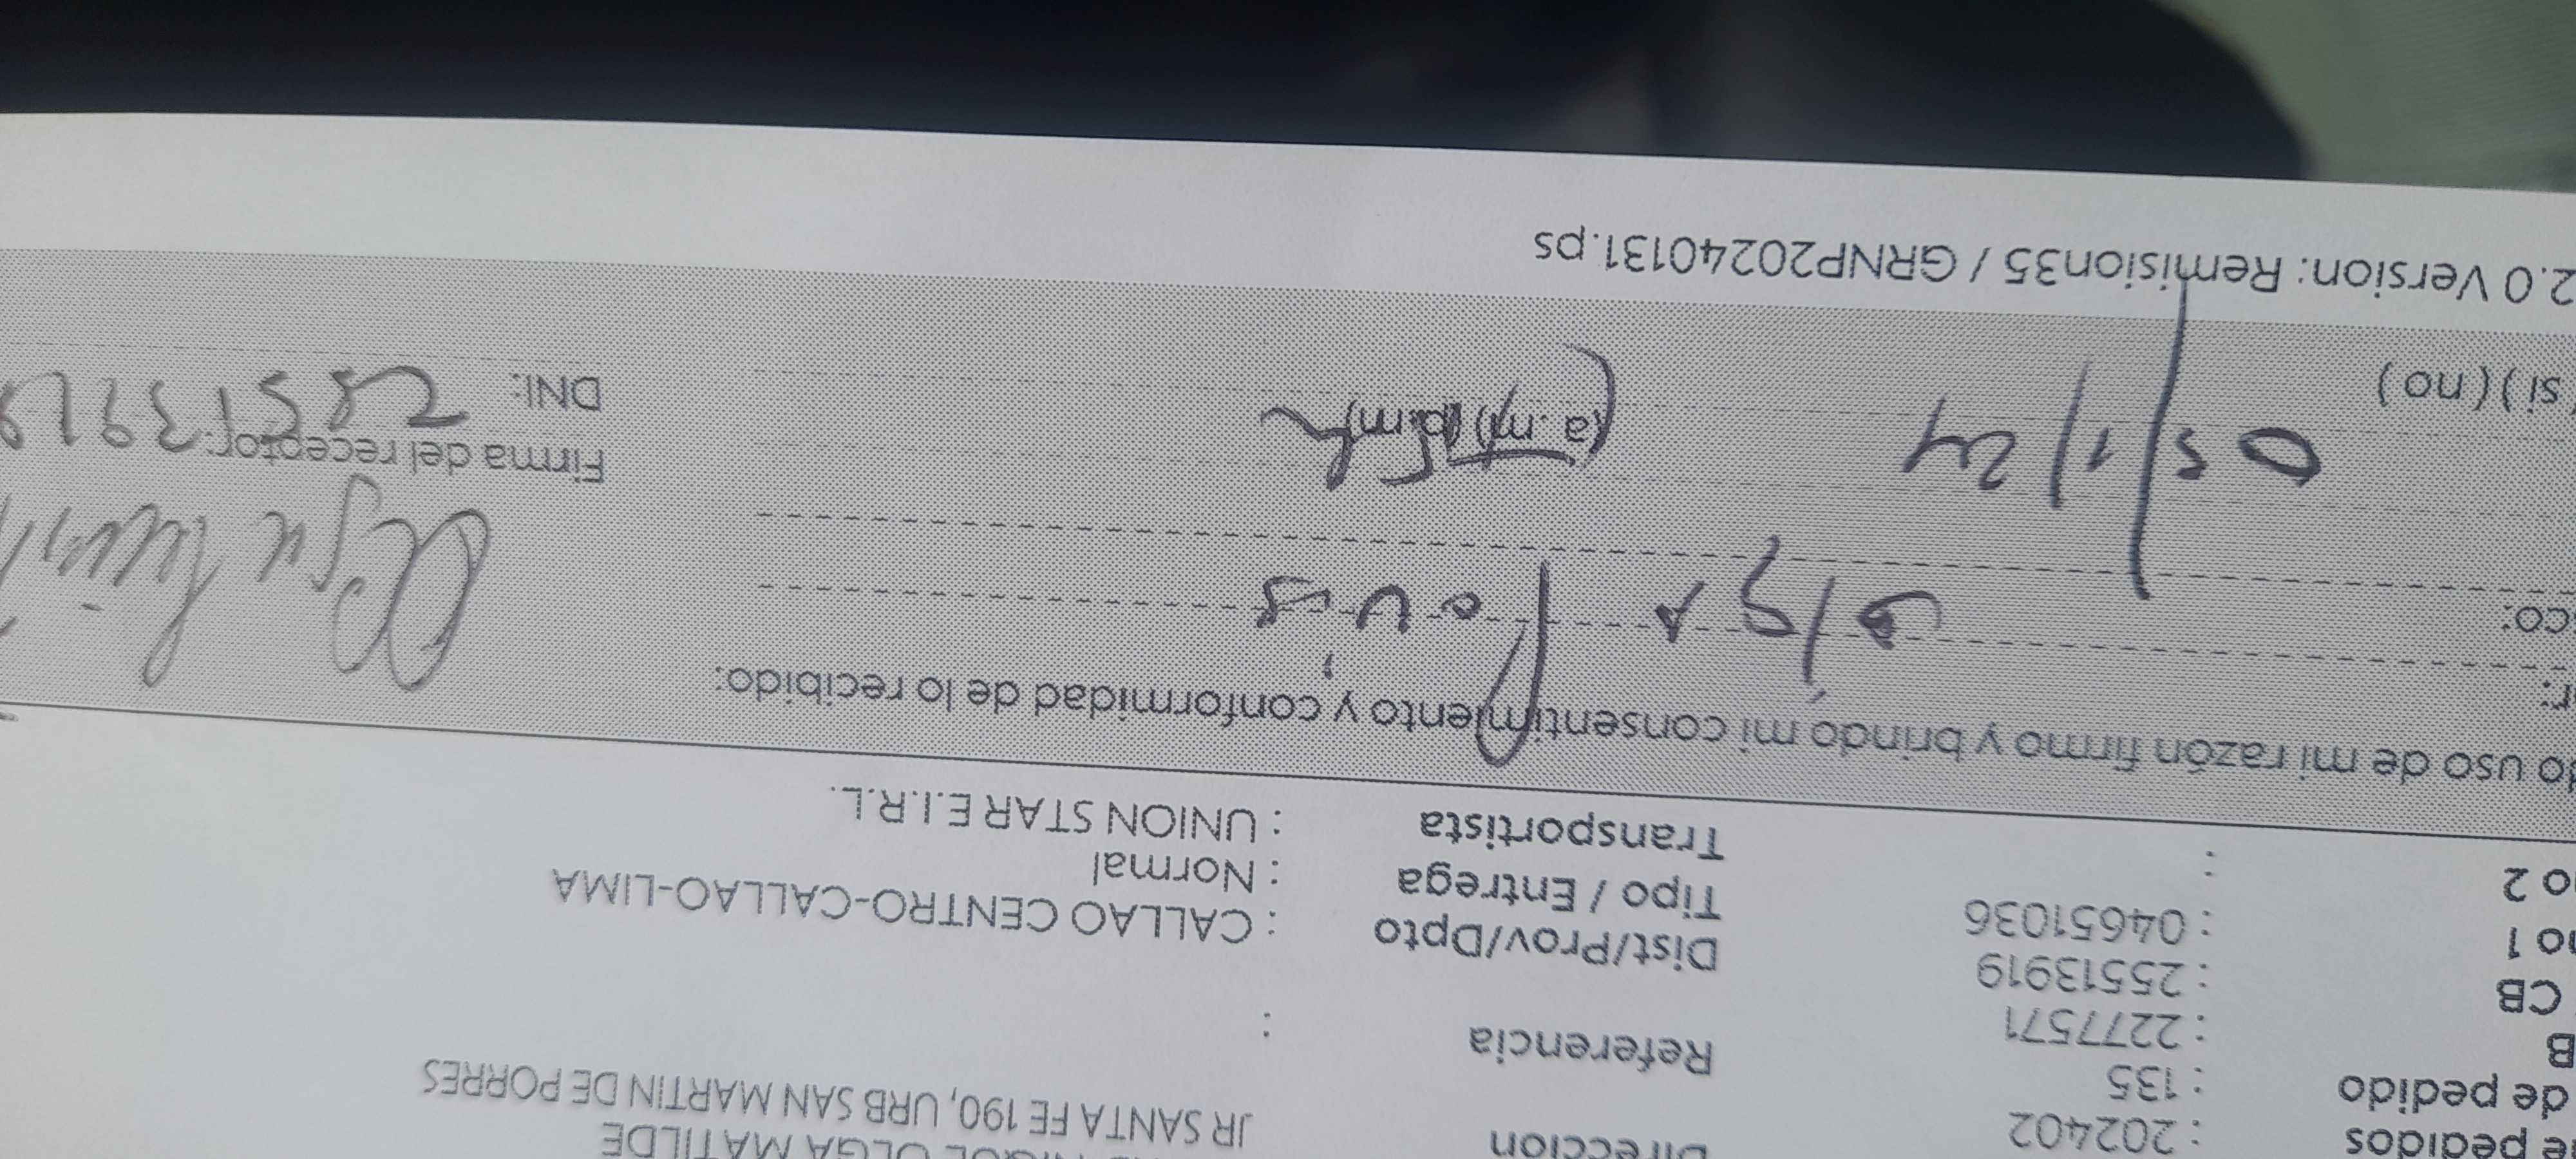 e pedidos : 202402 Direccion OLGA MATILDE
de pedido : 135 JR SANTA FE 190, URB SAN MARTIN DE PORRES
B : 2277571 Referencia :
CB : 25513919
o 1 : 04651036 Dist/Prov/Dpto : CALLAO CENTRO-CALLAO-LIMA
o 2 : Tipo / Entrega : Normal
Transportista : UNION STAR E.I.R.L.
do uso de mi razón firmo y brindo mi consentimiento y conformidad de lo recibido:
r: Olga
co:
Firma del receptor:
05/1/24
si ) ( no ) (a.m) (p.m) DNI: 2551391
2.0 Version: Remision35 / GRNP20240131.ps